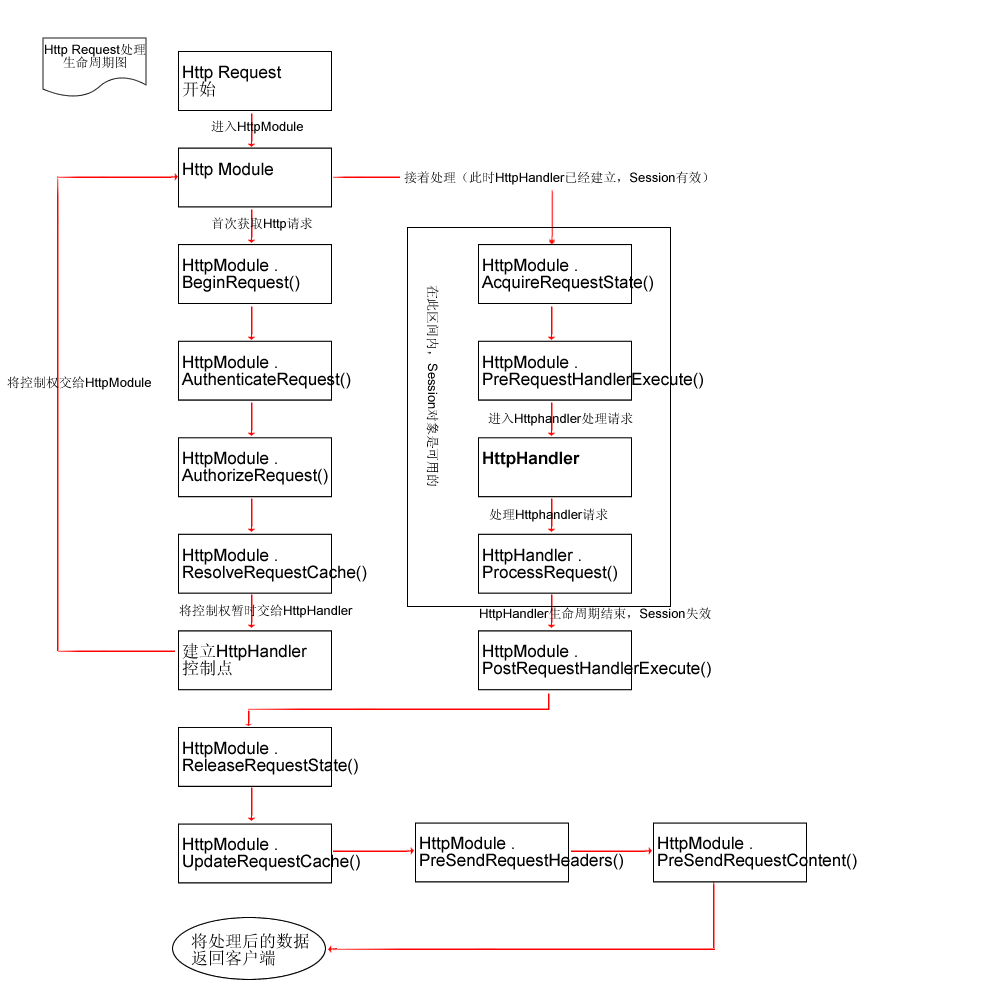 Http Request处理
生命周期图
Http Request
开始
进入HttpModule
Http Module
接着处理（此时HttpHandler已经建立，Session有效）
首次获取Http请求
HttpModule .
BeginRequest()
HttpModule .
AuthenticateRequest()
HttpModule .
AuthorizeRequest()
HttpModule .
ResolveRequestCache()
将控制权暂时交给HttpHandler
建立HttpHandler
控制点
将控制权交给HttpModule
HttpModule .
AcquireRequestState()
在此区间内，Session对象是可用的
HttpModule .
PreRequestHandlerExecute()
进入Httphandler处理请求
HttpHandler
处理Httphandler请求
HttpHandler .
ProcessRequest()
HttpHandler生命周期结束，Session失效
HttpModule .
PostRequestHandlerExecute()
HttpModule .
ReleaseRequestState()
HttpModule .
UpdateRequestCache()
HttpModule .
PreSendRequestHeaders()
HttpModule .
PreSendRequestContent()
将处理后的数据
返回客户端